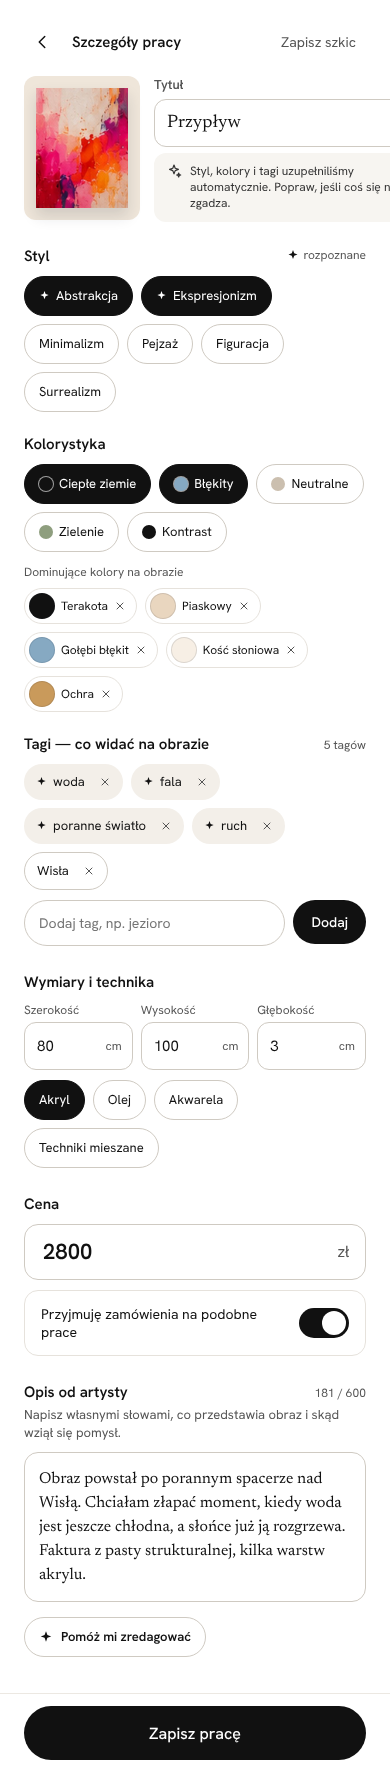 Szczegóły pracy
Zapisz szkic
Tytuł
Przypływ
Styl, kolory i tagi uzupełniliśmy
automatycznie. Popraw, jeśli coś się n
zgadza.
Styl
rozpoznane
Abstrakcja
Ekspresjonizm
Minimalizm
Pejzaż
Figuracja
Surrealizm
Kolorystyka
Ciepłe ziemie
Błękity
Neutralne
Zielenie
Kontrast
Dominujące kolory na obrazie
Terakota
Piaskowy
Gołębi błękit
Kość słoniowa
Ochra
Tagi — co widać na obrazie
5 tagów
woda
fala
poranne światło
ruch
Wisła
Dodaj tag, np. jezioro
Dodaj
Wymiary i technika
Szerokość
Wysokość
Głębokość
80 cm
100 cm
3 cm
Akryl
Olej
Akwarela
Techniki mieszane
Cena
2800 zł
Przyjmuję zamówienia na podobne
prace
Opis od artysty
181 / 600
Napisz własnymi słowami, co przedstawia obraz i skąd
wziął się pomysł.
Obraz powstał po porannym spacerze nad
Wisłą. Chciałam złapać moment, kiedy woda
jest jeszcze chłodna, a słońce już ją rozgrzewa.
Faktura z pasty strukturalnej, kilka warstw
akrylu.
Pomóż mi zredagować
Zapisz pracę